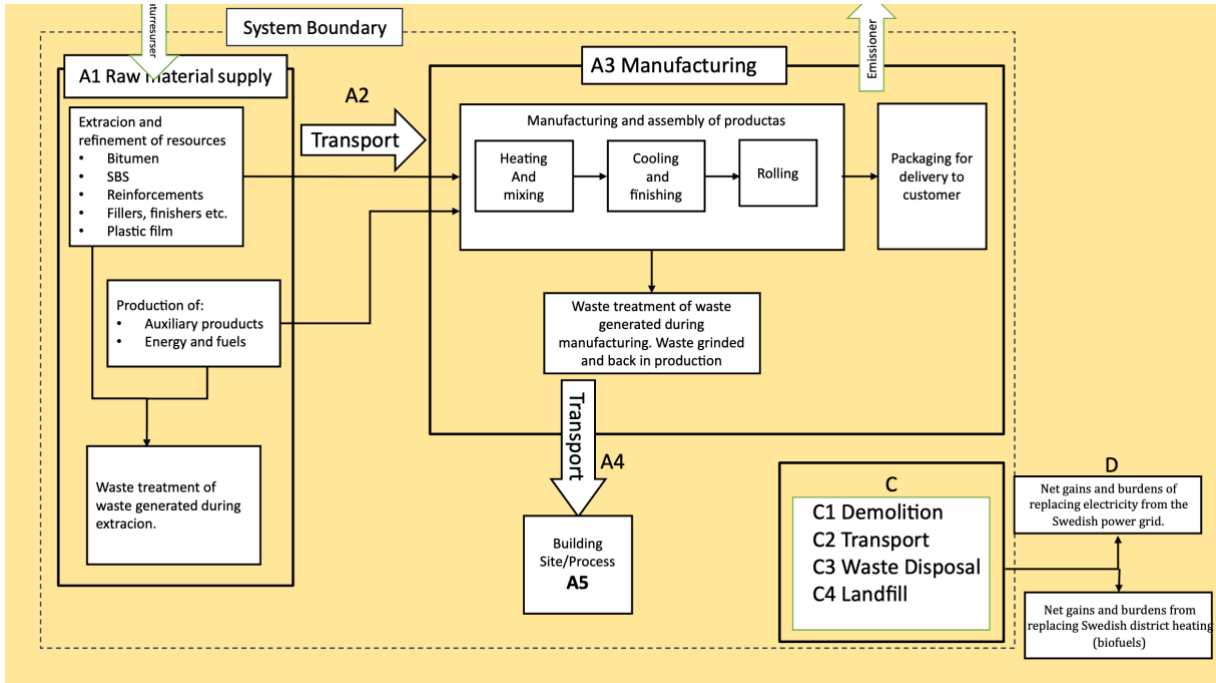 System Boundary
A1 Raw Material supply
Extracion and
refinement of resources
• Bitumen
• SBS
• Reinforcements
• Fillers, finishers etc.
• Plastic film
Production of:
• Auxiliary prouducts
• Energy and fuels
Waste treatment of
waste generated during
extracion.
A2
Transport
A3 Manufacturing
Emissioner
Manufacturing and assembly of productas
Heating
And
mixing
Cooling
and
finishing
Rolling
Packaging for
delivery to
customer
Waste treatment of waste
generated during
manufacturing. Waste grinded
and back in production
Transport
A4
Building
Site/Process
A5
C
C1 Demolition
C2 Transport
C3 Waste Disposal
C4 Landfill
D
Net gains and burdens of
replacing electricity from the
Swedish power grid.
Net gains and burdens from
replacing Swedish district heating
(biofuels)